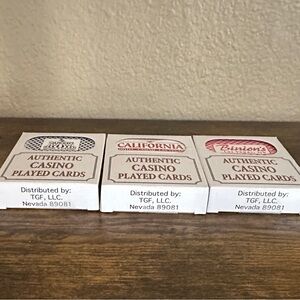 AUTHENTIC
CASINO
PLAYED CARDS
Distributed by:
TGF, LLC.
Nevada 89081
CALIFORNIA
AUTHENTIC
CASINO
PLAYED CARDS
Distributed by:
TGF, LLC.
Nevada 89081
Binion's
AUTHENTIC
CASINO
PLAYED CARDS
Distributed by:
TGF, LLC.
Nevada 89081